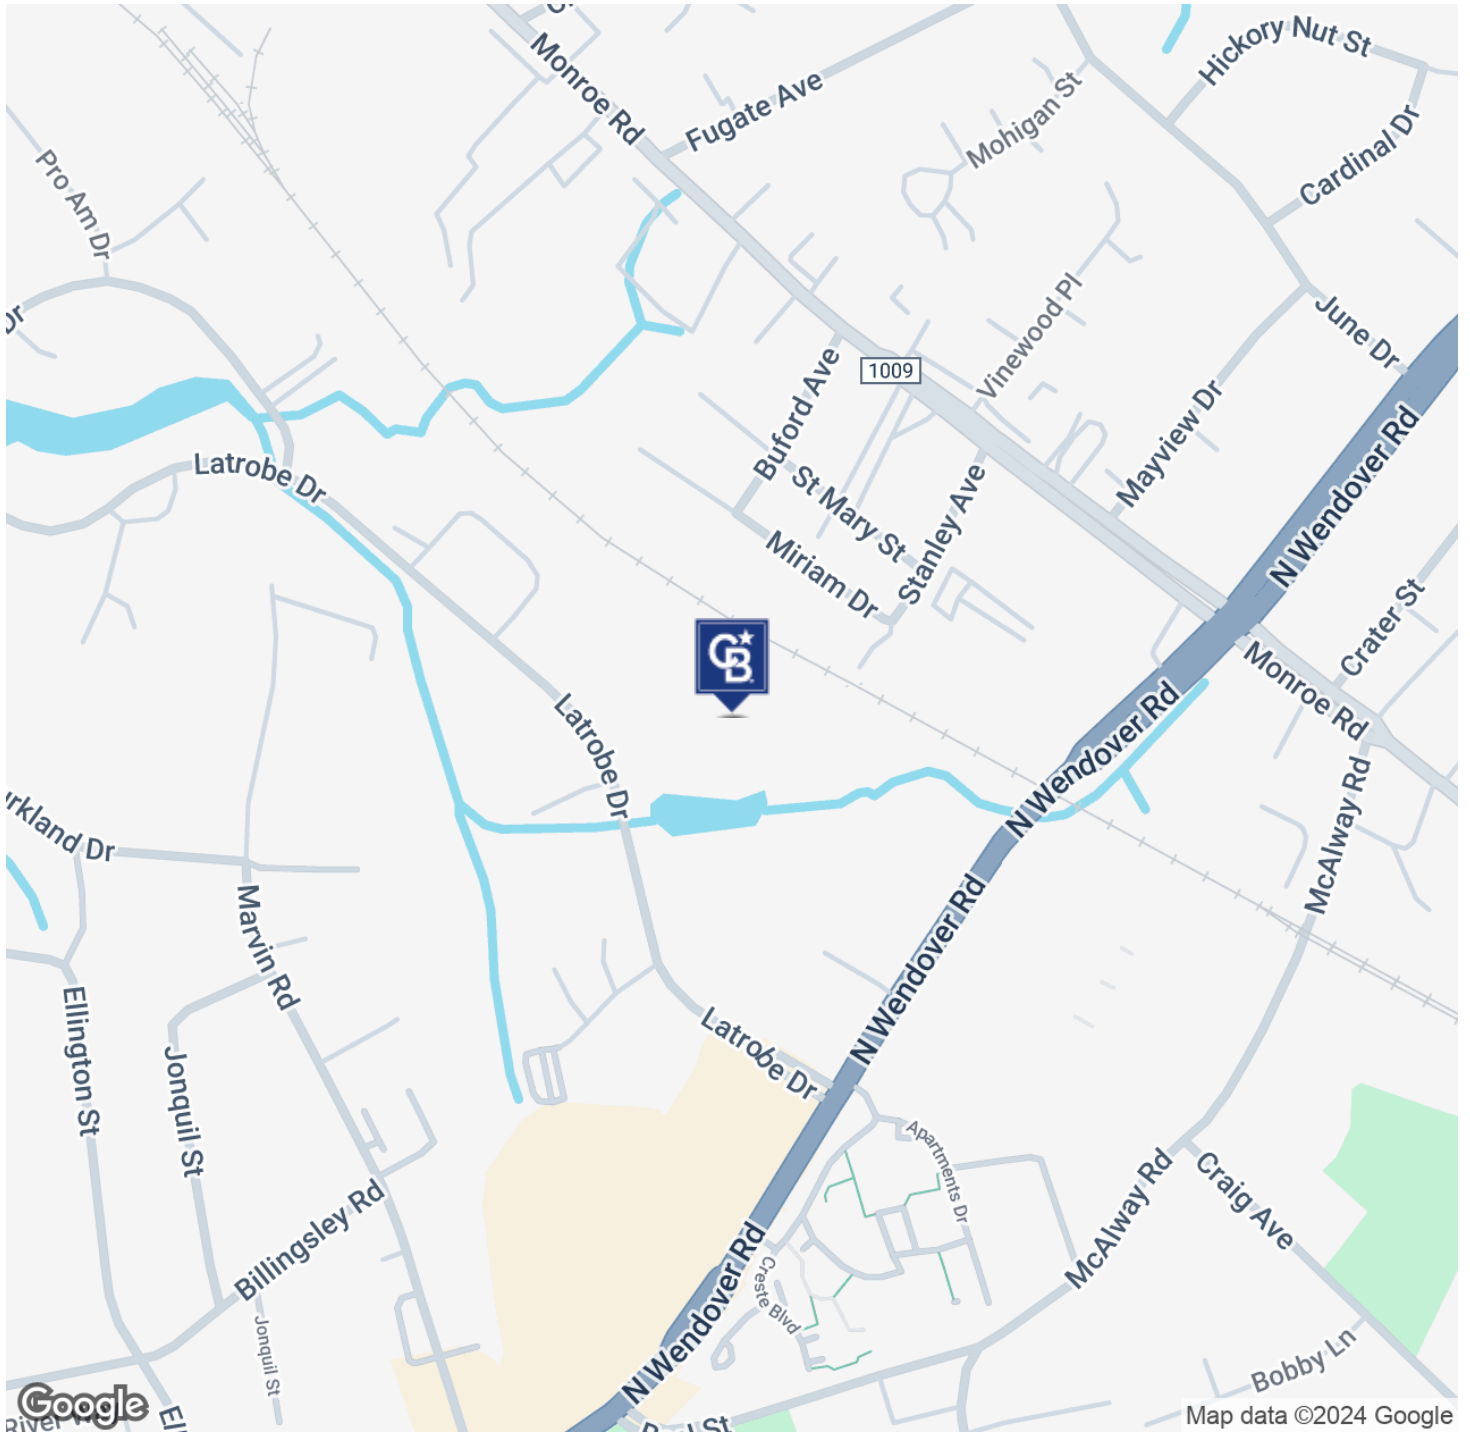 Monroe Rd
Fugate Ave
Hickory Nut St
Mohigan St
Cardinal Dr
Pro Am Dr
Dr
June Dr
Vinewood Pl
1009
Buford Ave
Mayview Dr
N Wendover Rd
Latrobe Dr
St Mary St
Stanley Ave
Miriam Dr
Crater St
CB
Monroe Rd
N Wendover Rd
Latrobe Dr
N Wendover Rd
McAlway Rd
Marvin Rd
N Wendover Rd
Ellington St
Jonquil St
Latrobe Dr
Apartments Dr
McAlway Rd
Craig Ave
Billingsley Rd
Creste Blvd
N Wendover Rd
Jonquil St
Bobby Ln
Google
Map data ©2024 Google